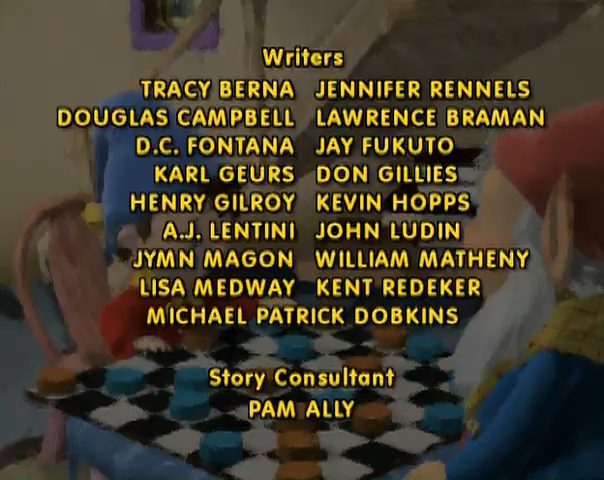 Writers
TRACY BERNA JENNIFER RENNELS
DOUGLAS CAMPBELL LAWRENCE BRAMAN
D.C. FONTANA JAY FUKUTO
KARL GEURS DON GILLIES
HENRY GILROY KEVIN HOPPS
A.J. LENTINI JOHN LUDIN
JYMN MAGON WILLIAM MATHENY
LISA MEDWAY KENT REDEKER
MICHAEL PATRICK DOBKINS
Story Consultant
PAM ALLY